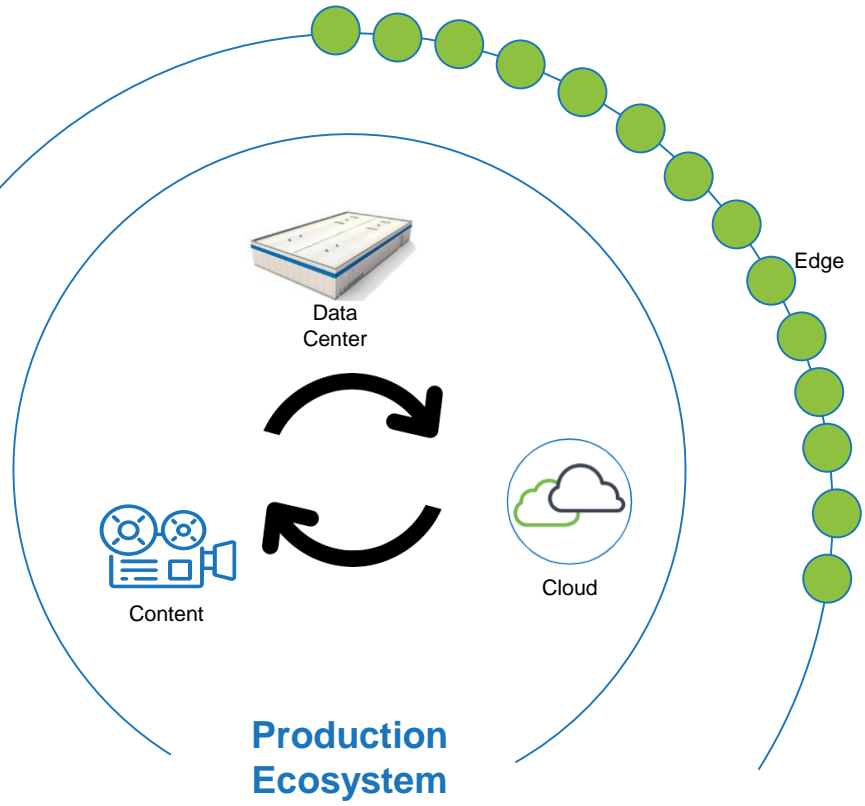 Edge
Data
Center
Cloud
Content
Production
Ecosystem